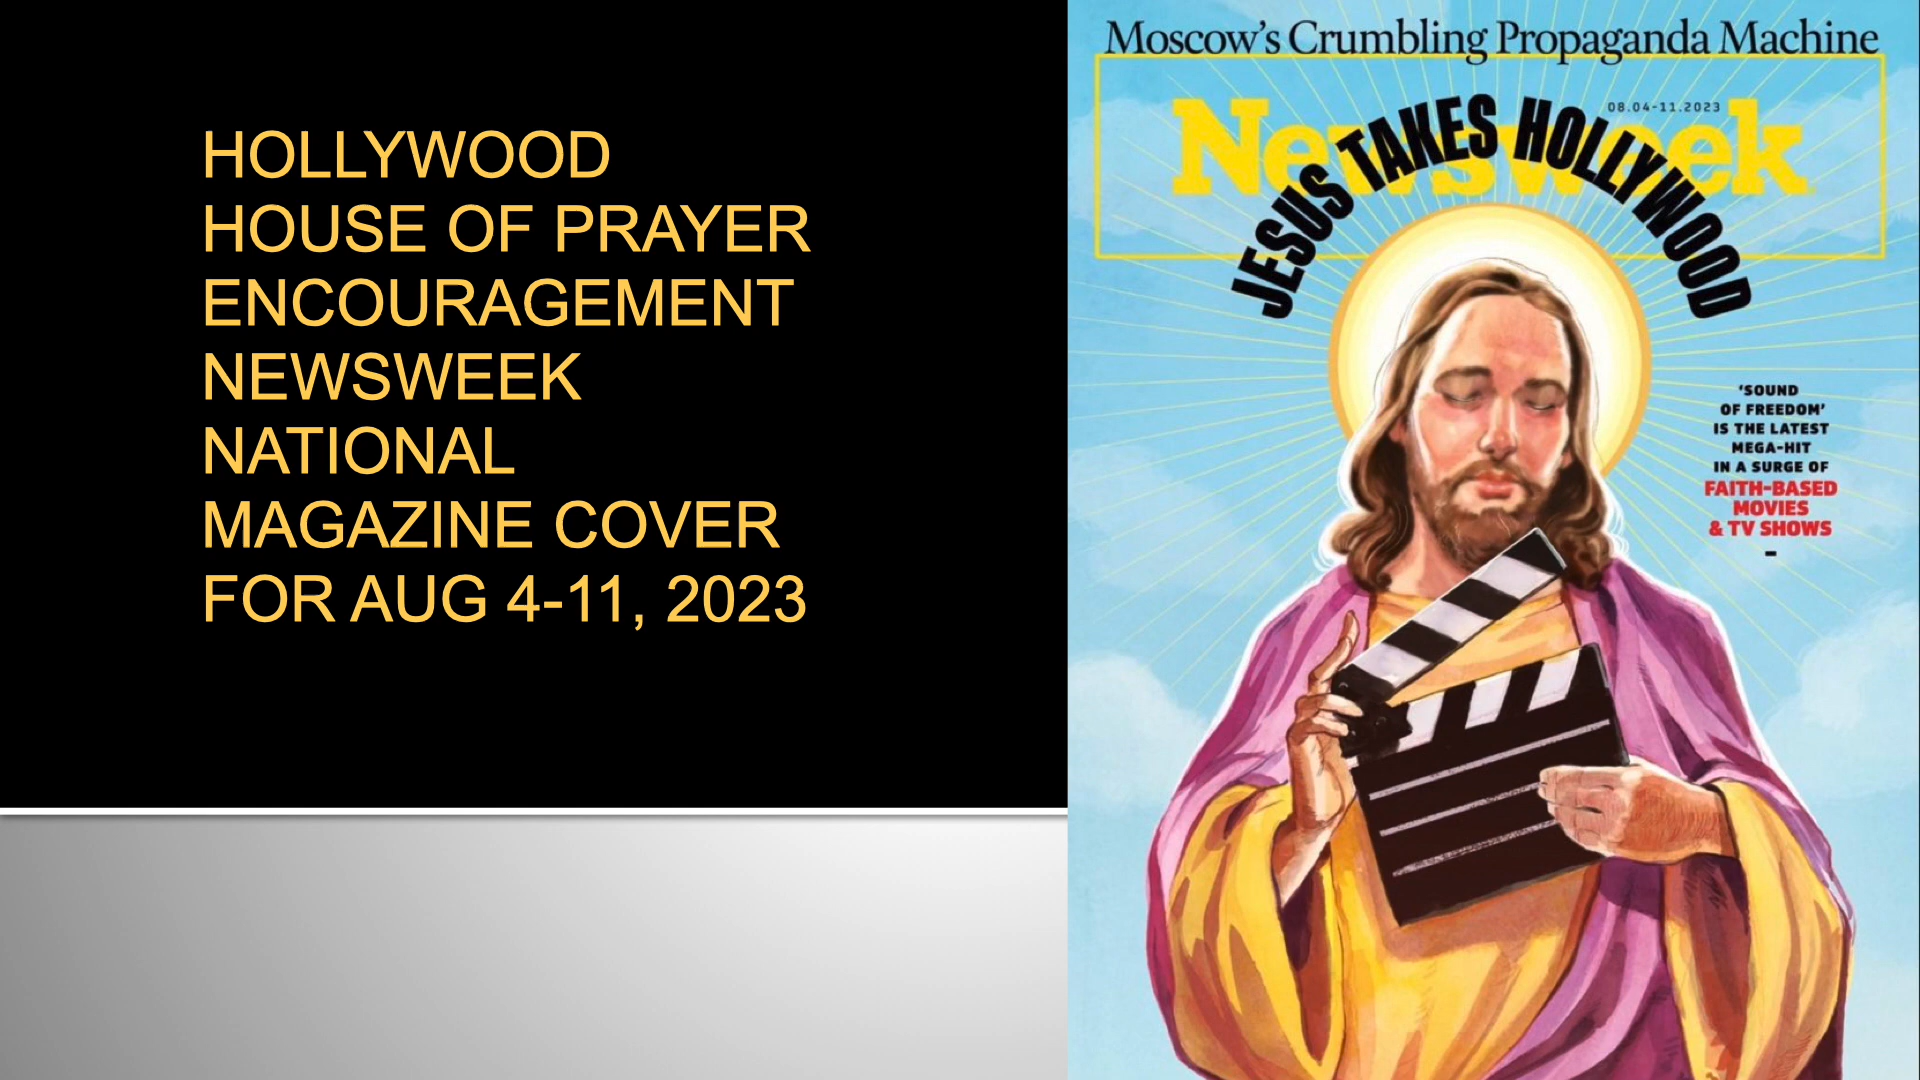 HOLLYWOOD
HOUSE OF PRAYER
ENCOURAGEMENT
NEWSWEEK
NATIONAL
MAGAZINE COVER
FOR AUG 4-11, 2023
Moscow's Crumbling Propaganda Machine
08.04-11.2023
Newsweek
JESUS TAKES HOLLYWOOD
'SOUND
OF FREEDOM'
IS THE LATEST
MEGA-HIT
IN A SURGE OF
FAITH-BASED
MOVIES
& TV SHOWS